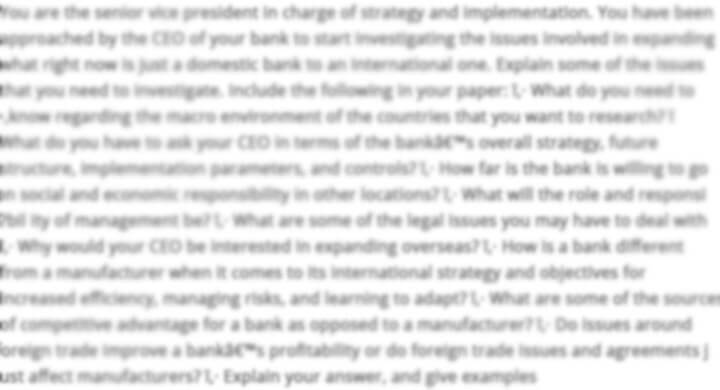 You are the senior vice president in charge of strategy and implementation. You have been
approached by the CEO of your bank to start investigating the issues involved in expanding
what right now is just a domestic bank to an international one. Explain some of the issues
that you need to investigate. Include the following in your paper: ï‚· What do you need to
know regarding the macro environment of the countries that you want to research? ï
What do you have to ask your CEO in terms of the bankâ€™s overall strategy, future
structure, implementation parameters, and controls? ï‚· How far is the bank is willing to go
on social and economic responsibility in other locations? ï‚· What will the role and responsi
bil ity of management be? ï‚· What are some of the legal issues you may have to deal with
ï‚· Why would your CEO be interested in expanding overseas? ï‚· How is a bank different
from a manufacturer when it comes to its international strategy and objectives for
increased efficiency, managing risks, and learning to adapt? ï‚· What are some of the sources
of competitive advantage for a bank as opposed to a manufacturer? ï‚· Do issues around
foreign trade improve a bankâ€™s profitability or do foreign trade issues and agreements j
ust affect manufacturers? ï‚· Explain your answer, and give examples